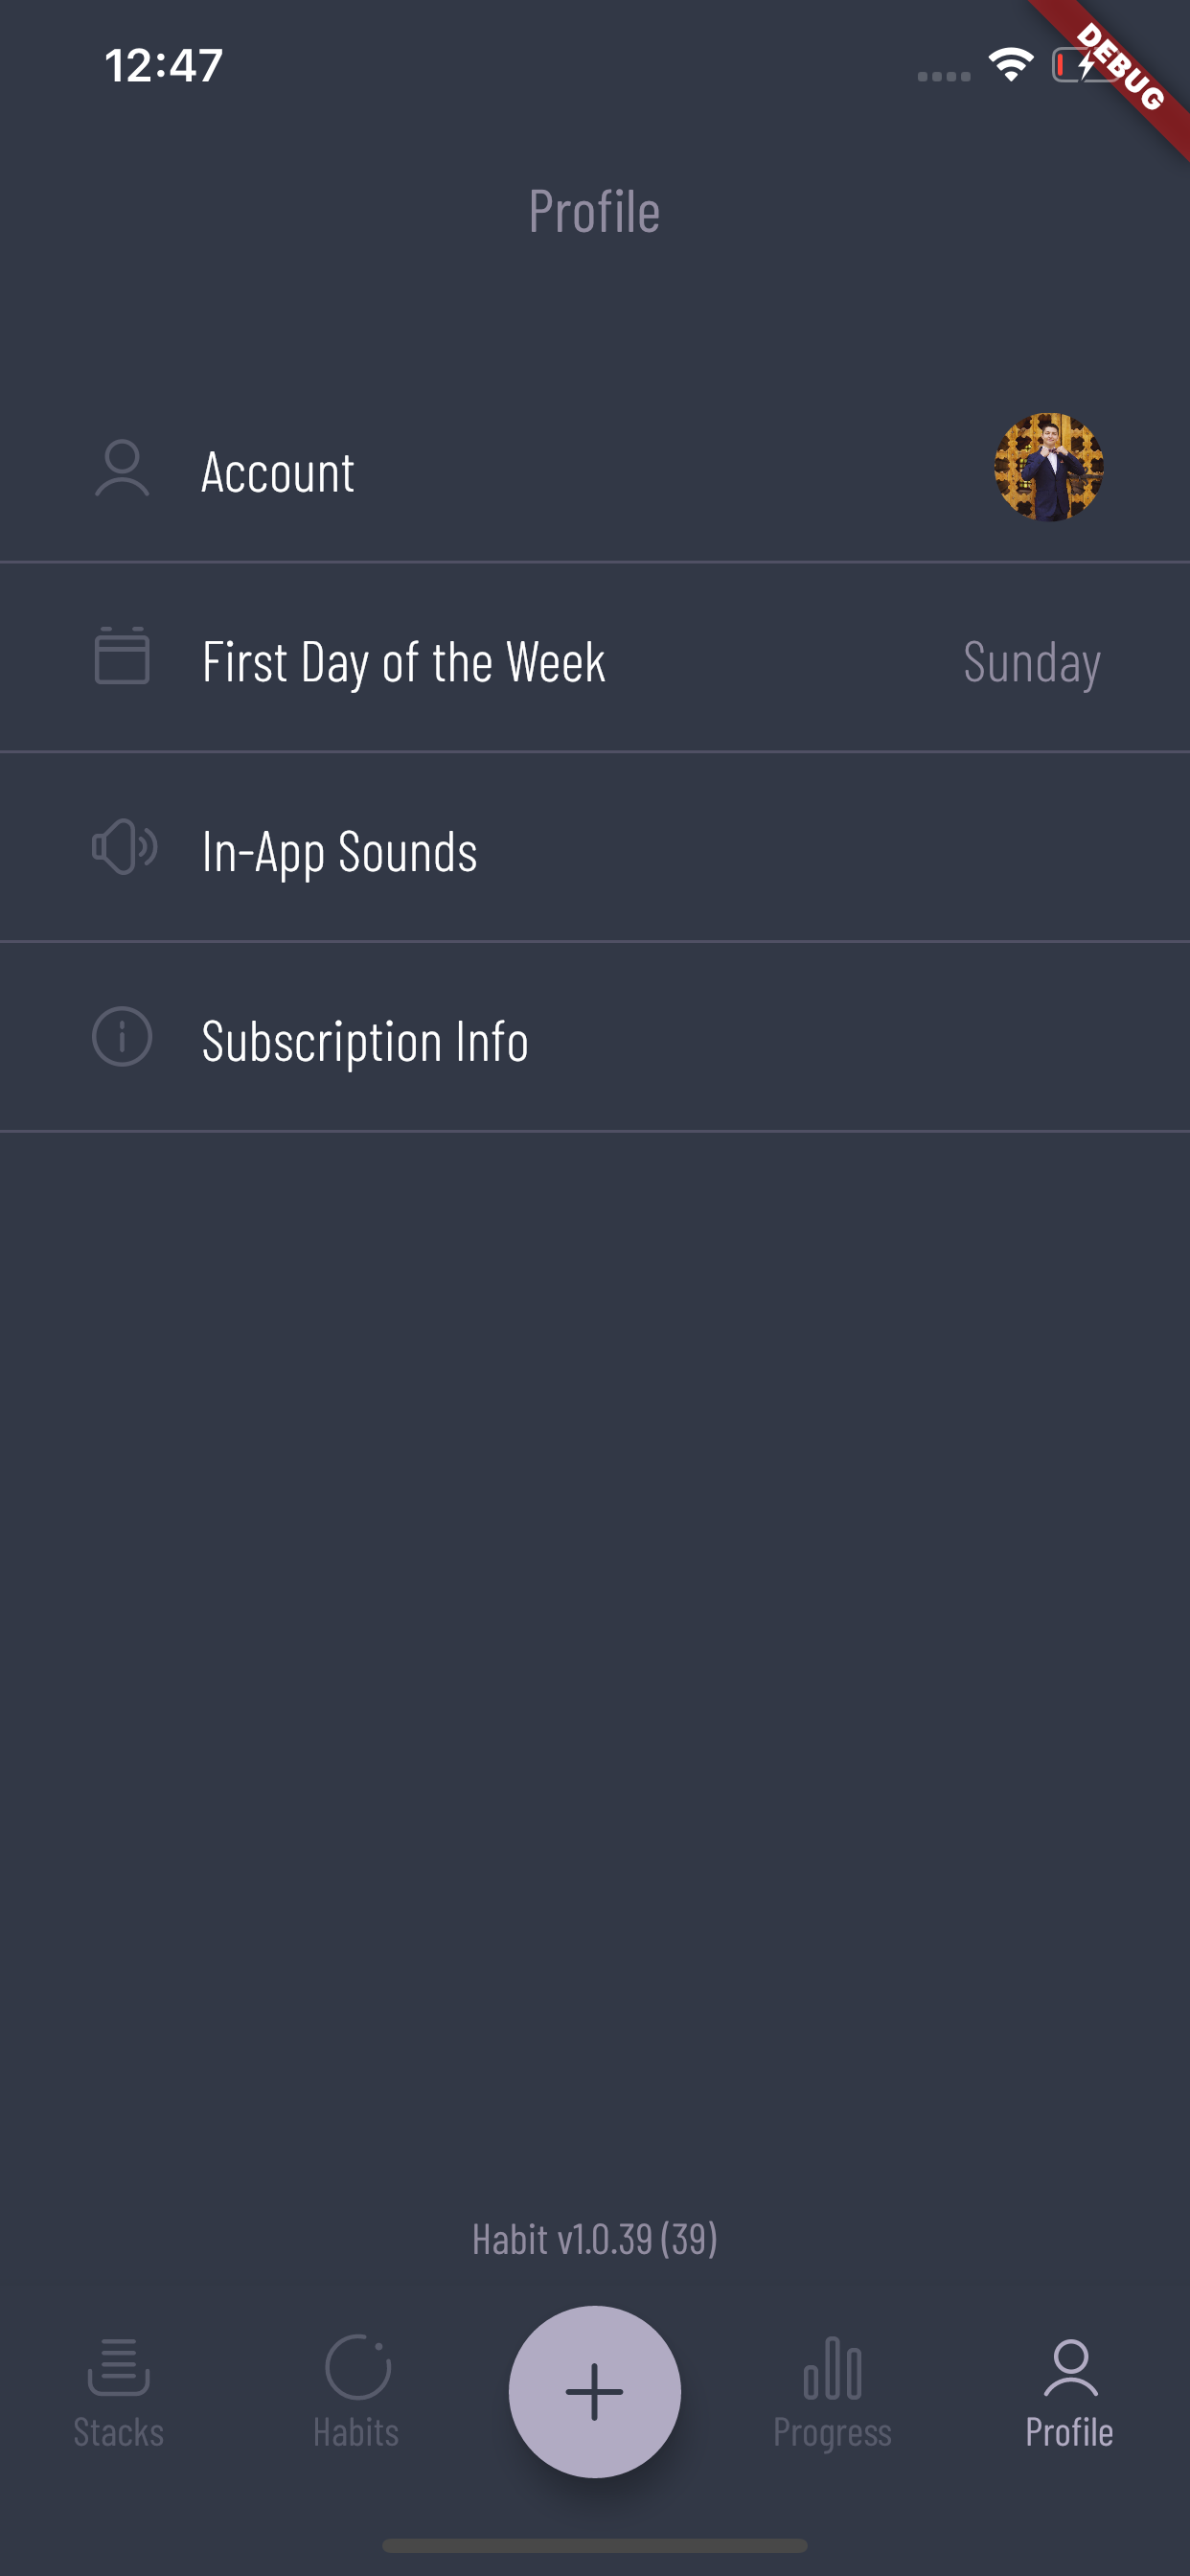 12:47
DEBUG
Profile
Account
First Day of the Week
Sunday
In-App Sounds
Subscription Info
Habit v1.0.39 (39)
Stacks
Habits
Progress
Profile